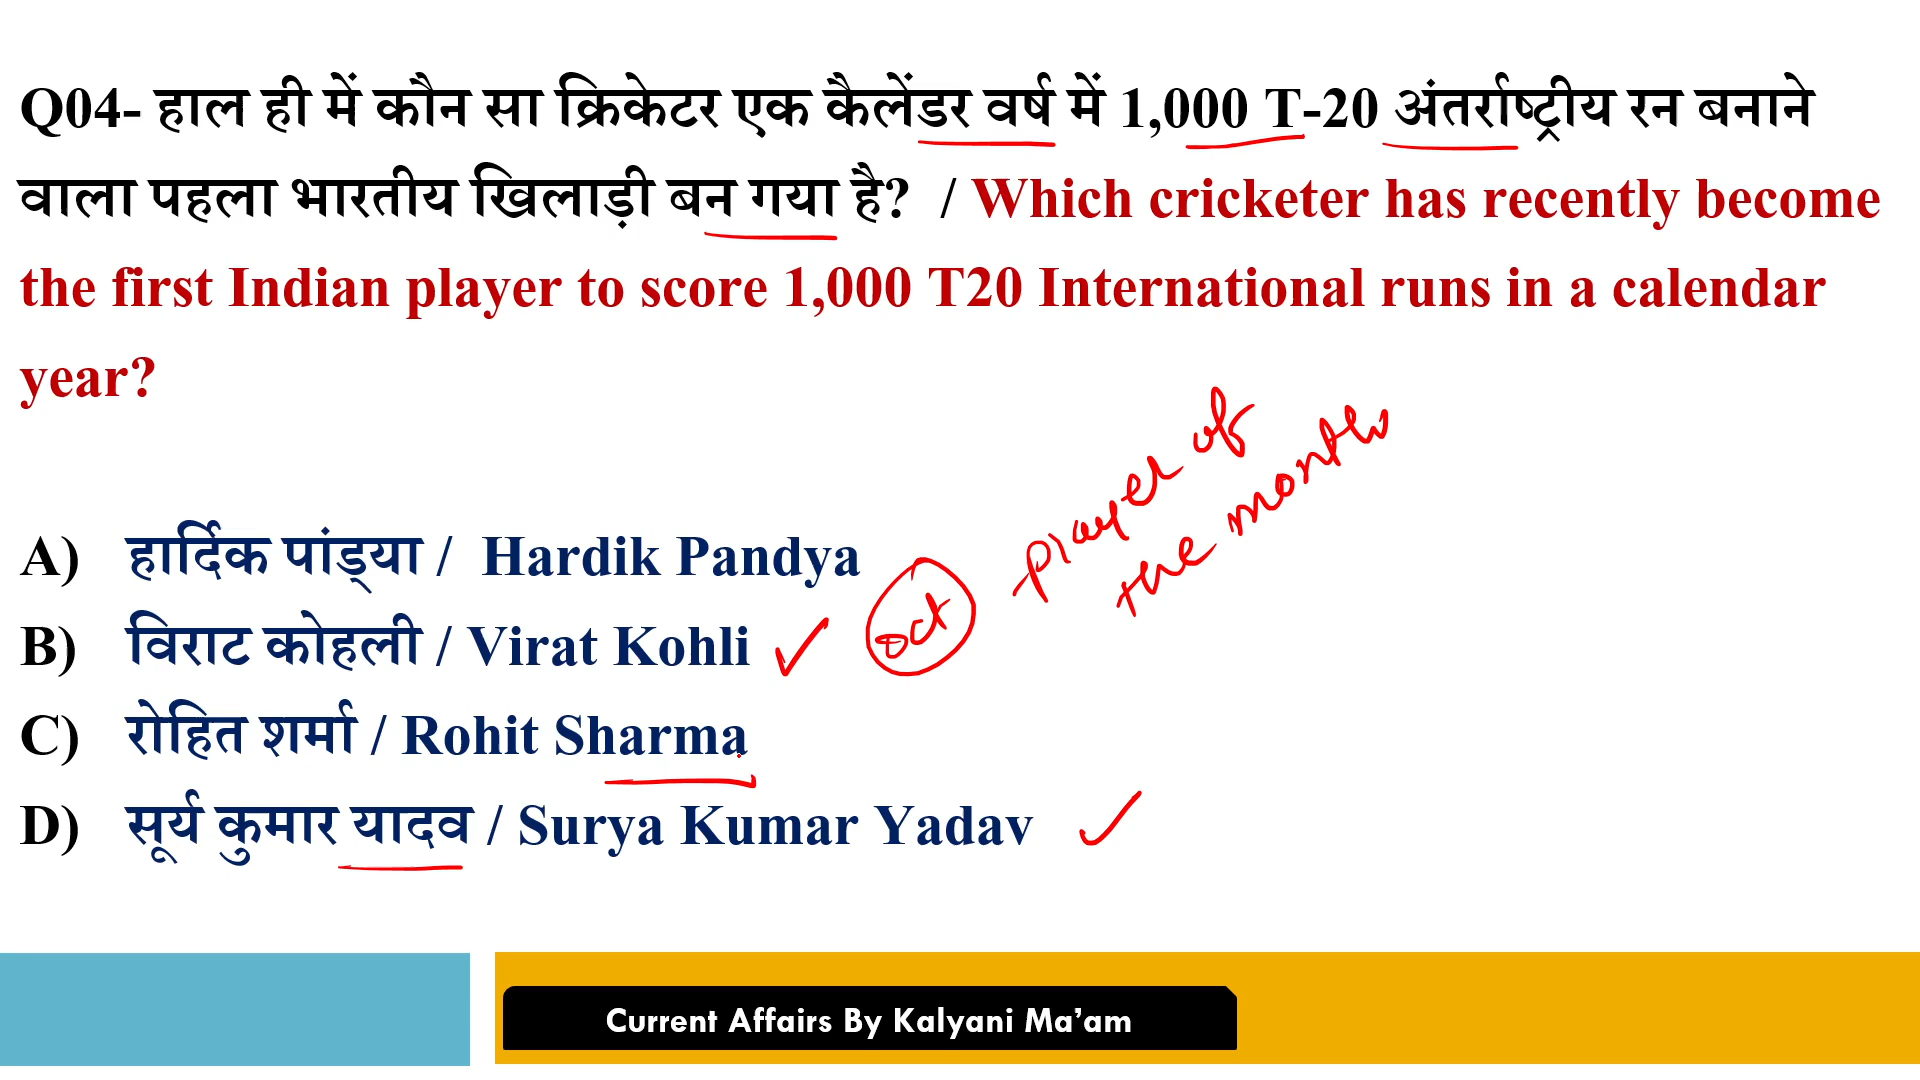 Q04- हाल ही में कौन सा क्रिकेटर एक कैलेंडर वर्ष में 1,000 T-20 अंतर्राष्ट्रीय रन बनाने
वाला पहला भारतीय खिलाड़ी बन गया है? / Which cricketer has recently become
the first Indian player to score 1,000 T20 International runs in a calendar
year?
player of
the month
A) हार्दिक पांड्या / Hardik Pandya
oct
B) विराट कोहली / Virat Kohli
C) रोहित शर्मा / Rohit Sharma
D) सूर्य कुमार यादव / Surya Kumar Yadav
Current Affairs By Kalyani Ma’am